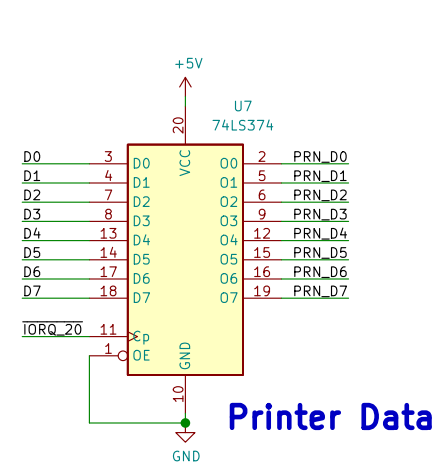 +5V
U7
74LS374
20
VCC
D0 3 D0 O0 2 PRN_D0
D1 4 D1 O1 5 PRN_D1
D2 7 D2 O2 6 PRN_D2
D3 8 D3 O3 9 PRN_D3
D4 13 D4 O4 12 PRN_D4
D5 14 D5 O5 15 PRN_D5
D6 17 D6 O6 16 PRN_D6
D7 18 D7 O7 19 PRN_D7
IORQ_20 11 Cp
1 OE
GND
10
Printer Data
GND